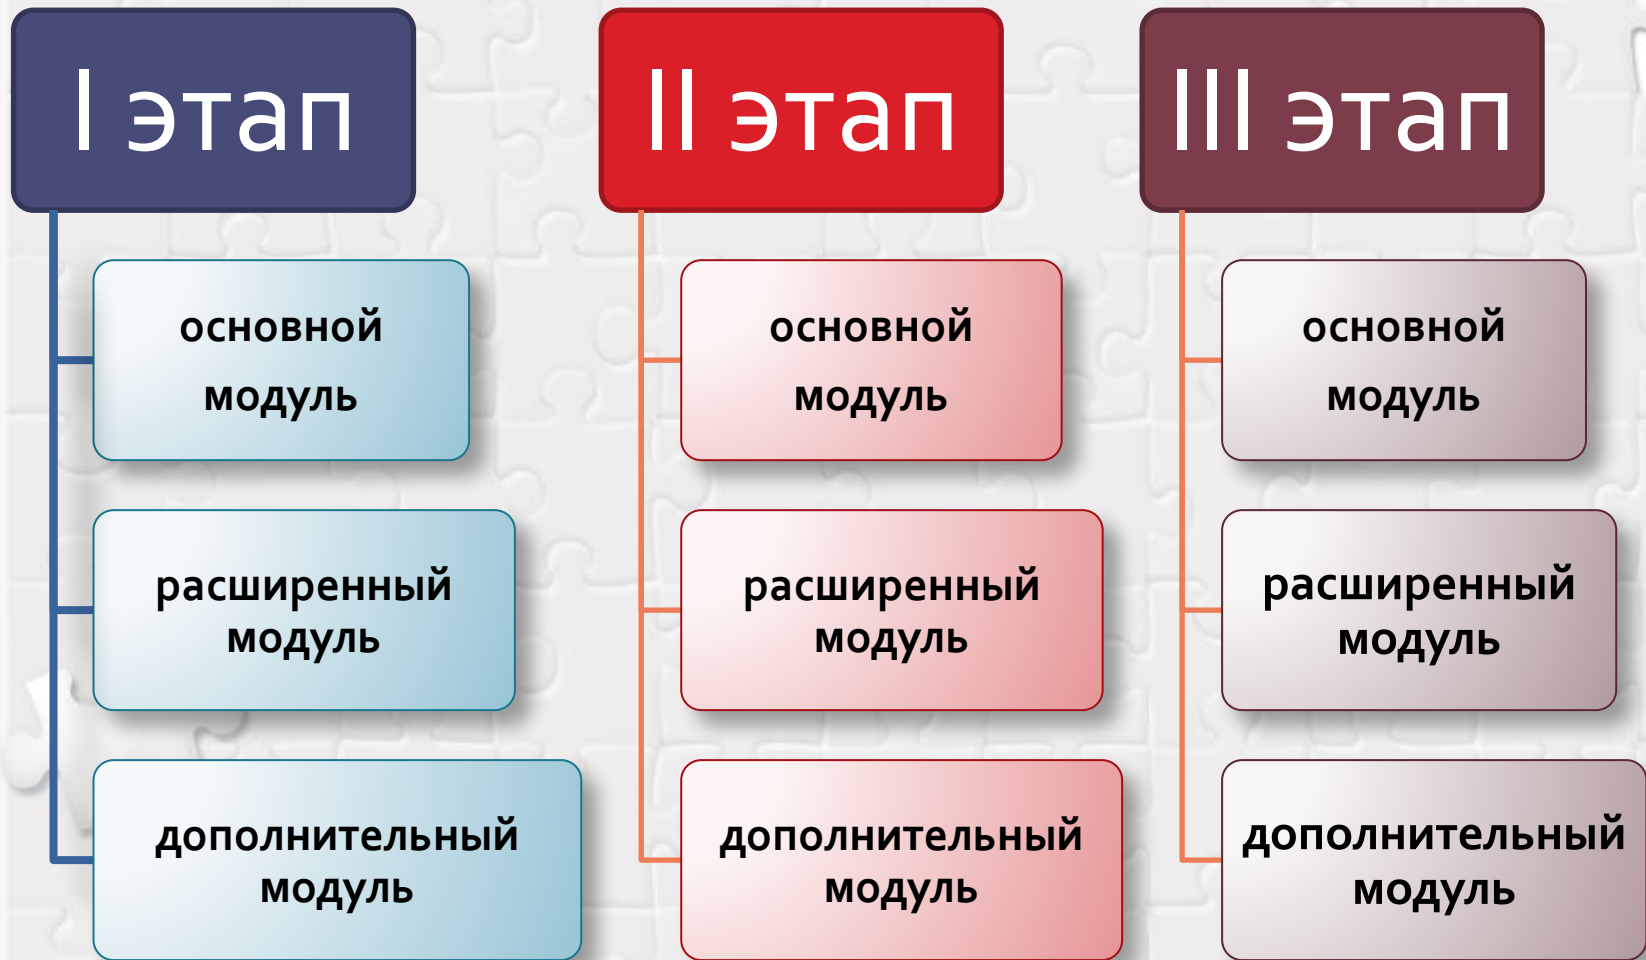 I этап
основной
модуль
расширенный
модуль
дополнительный
модуль
II этап
основной
модуль
расширенный
модуль
дополнительный
модуль
III этап
основной
модуль
расширенный
модуль
дополнительный
модуль